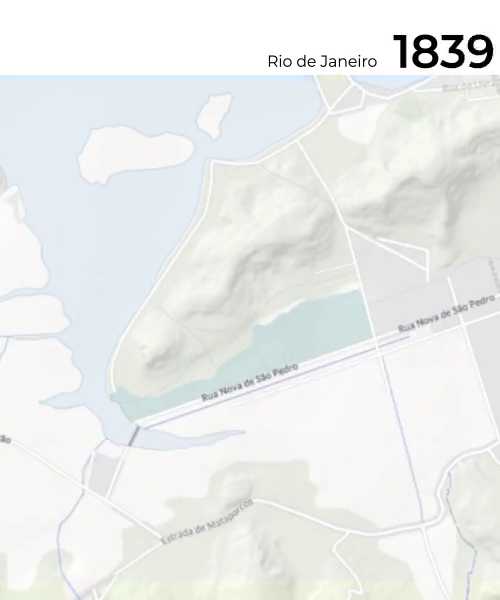 Rio de Janeiro 1839
Rua Nova de São Pedro
Rua Nova de São Pedro
Estrada de Mataporcos